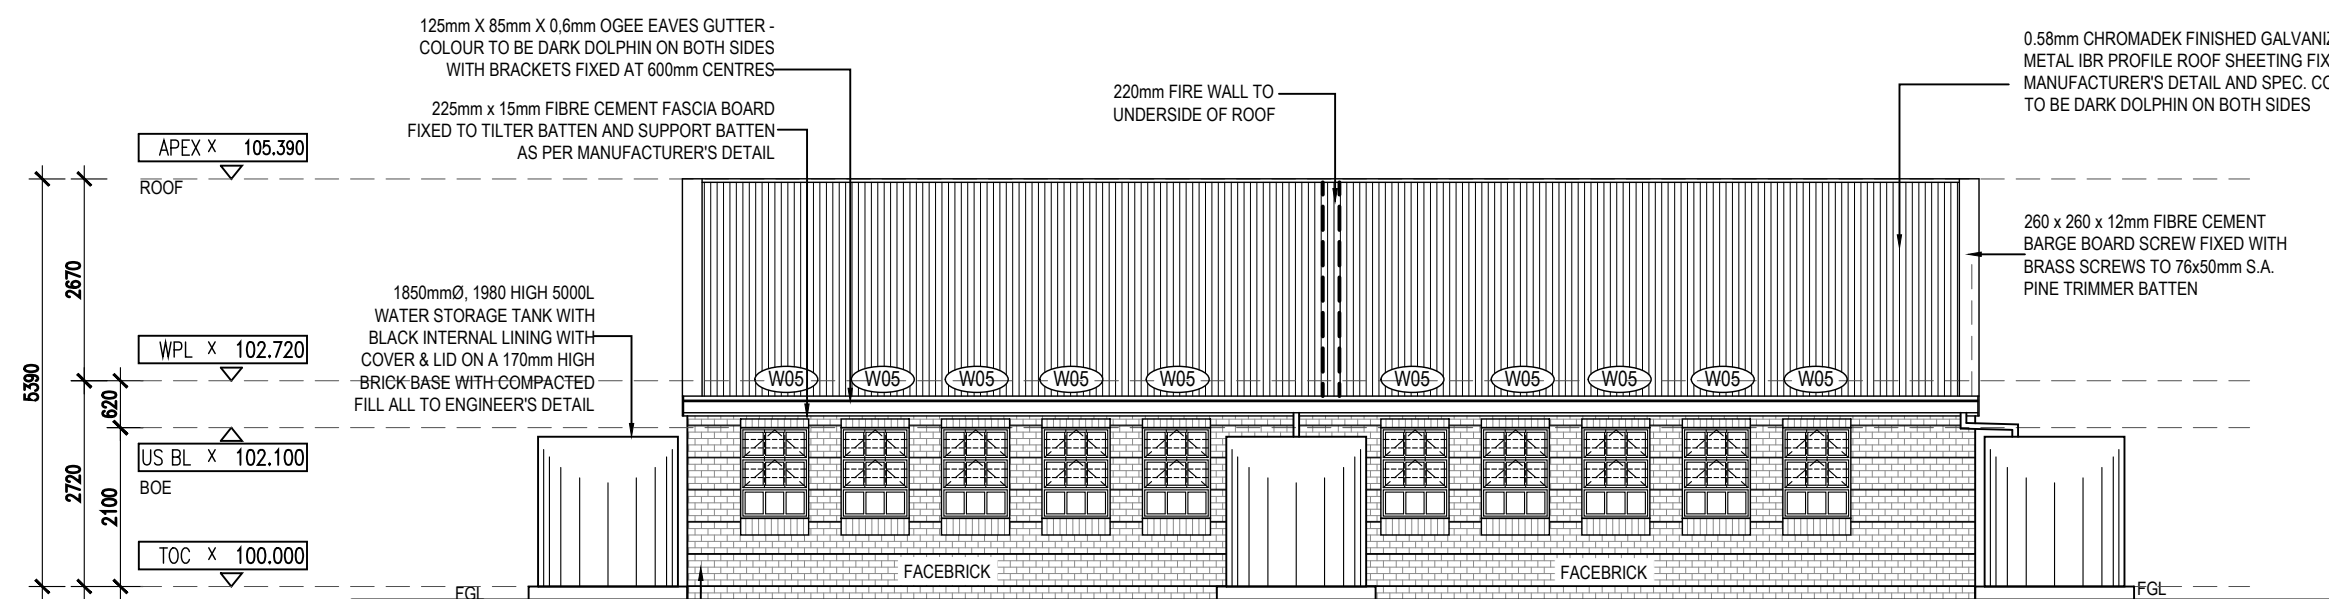 125mm X 85mm X 0,6mm OGEE EAVES GUTTER -
COLOUR TO BE DARK DOLPHIN ON BOTH SIDES
WITH BRACKETS FIXED AT 600mm CENTRES
225mm x 15mm FIBRE CEMENT FASCIA BOARD
FIXED TO TILTER BATTEN AND SUPPORT BATTEN
AS PER MANUFACTURER'S DETAIL
220mm FIRE WALL TO
UNDERSIDE OF ROOF
0.58mm CHROMADEK FINISHED GALVANIZ
METAL IBR PROFILE ROOF SHEETING FIX
MANUFACTURER'S DETAIL AND SPEC. CO
TO BE DARK DOLPHIN ON BOTH SIDES
APEX X 105.390
ROOF
260 x 260 x 12mm FIBRE CEMENT
BARGE BOARD SCREW FIXED WITH
BRASS SCREWS TO 76x50mm S.A.
PINE TRIMMER BATTEN
1850mmØ, 1980 HIGH 5000L
WATER STORAGE TANK WITH
BLACK INTERNAL LINING WITH
COVER & LID ON A 170mm HIGH
BRICK BASE WITH COMPACTED
FILL ALL TO ENGINEER'S DETAIL
WPL X 102.720
US BL X 102.100
BOE
TOC X 100.000
5390
2670
2720
620
2100
W05 W05 W05 W05 W05 W05 W05 W05 W05 W05
FACEBRICK FACEBRICK
FGL FGL